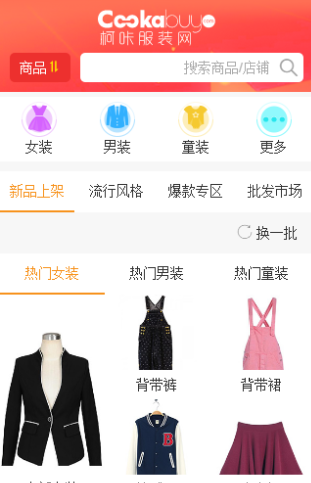 Cookabuy.com
柯咔服装网
商品
搜索商品/店铺
女装 男装 童装 更多
新品上架 流行风格 爆款专区 批发市场
换一批
热门女装 热门男装 热门童装
背带裤 背带裙
B